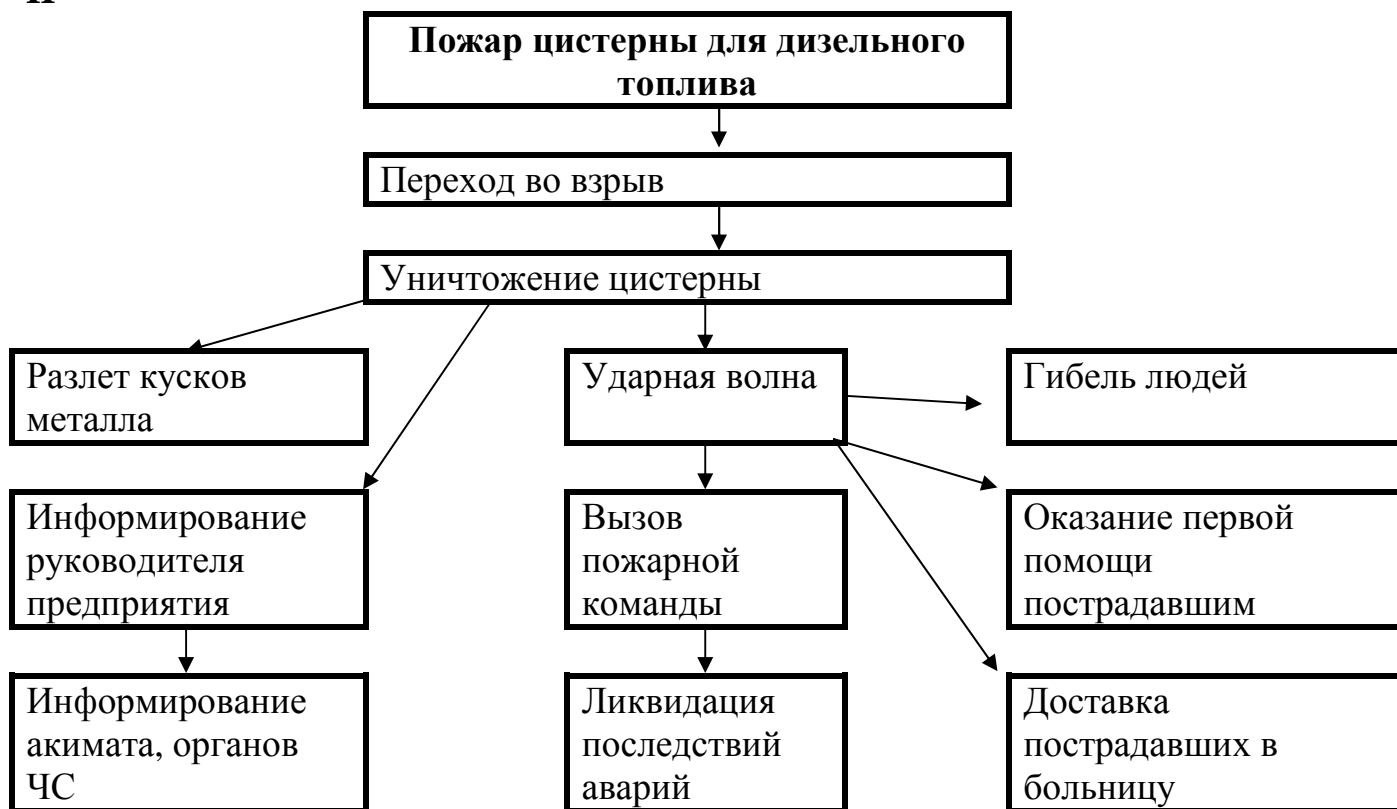 Пожар цистерны для дизельного
топлива
Переход во взрыв
Уничтожение цистерны
Разлет кусков
металла
Ударная волна
Гибель людей
Информирование
руководителя
предприятия
Вызов
пожарной
команды
Оказание первой
помощи
пострадавшим
Информирование
акимата, органов
ЧС
Ликвидация
последствий
аварий
Доставка
пострадавших в
больницу